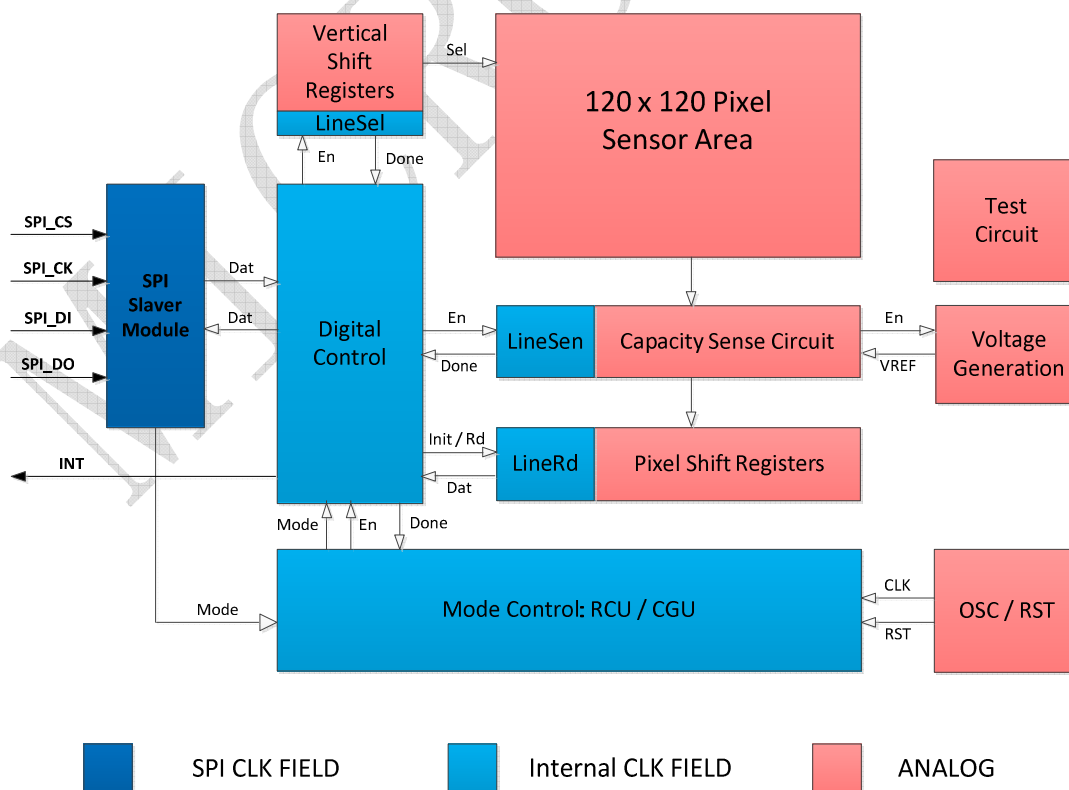 Vertical
Shift
Registers
LineSel
Sel
120 x 120 Pixel
Sensor Area
En
Done
Test
Circuit
SPI_CS
SPI_CK
SPI_DI
SPI_DO
SPI
Slaver
Module
Dat
Dat
Digital
Control
En
Done
LineSen
Capacity Sense Circuit
En
VREF
Voltage
Generation
Init / Rd
Dat
LineRd
Pixel Shift Registers
INT
Mode
En
Done
Mode
Mode Control: RCU / CGU
CLK
RST
OSC / RST
SPI CLK FIELD
Internal CLK FIELD
ANALOG